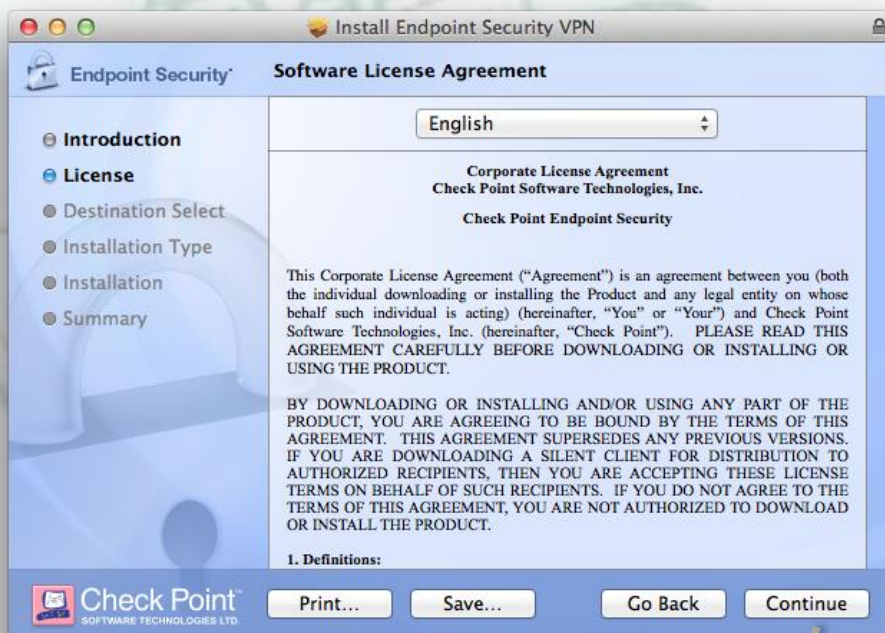 Install Endpoint Security VPN
Endpoint Security
Software License Agreement
Introduction
License
Destination Select
Installation Type
Installation
Summary
English
Corporate License Agreement
Check Point Software Technologies, Inc.
Check Point Endpoint Security
This Corporate License Agreement (“Agreement”) is an agreement between you (both
the individual downloading or installing the Product and any legal entity on whose
behalf such individual is acting) (hereinafter, “You” or “Your”) and Check Point
Software Technologies, Inc. (hereinafter, “Check Point”). PLEASE READ THIS
AGREEMENT CAREFULLY BEFORE DOWNLOADING OR INSTALLING OR
USING THE PRODUCT.
BY DOWNLOADING OR INSTALLING AND/OR USING ANY PART OF THE
PRODUCT, YOU ARE AGREEING TO BE BOUND BY THE TERMS OF THIS
AGREEMENT. THIS AGREEMENT SUPERSEDES ANY PREVIOUS VERSIONS.
IF YOU ARE DOWNLOADING A SILENT CLIENT FOR DISTRIBUTION TO
AUTHORIZED RECIPIENTS, THEN YOU ARE ACCEPTING THESE LICENSE
TERMS ON BEHALF OF SUCH RECIPIENTS. IF YOU DO NOT AGREE TO THE
TERMS OF THIS AGREEMENT, YOU ARE NOT AUTHORIZED TO DOWNLOAD
OR INSTALL THE PRODUCT.
1. Definitions:
Check Point
SOFTWARE TECHNOLOGIES LTD.
Print...
Save...
Go Back
Continue